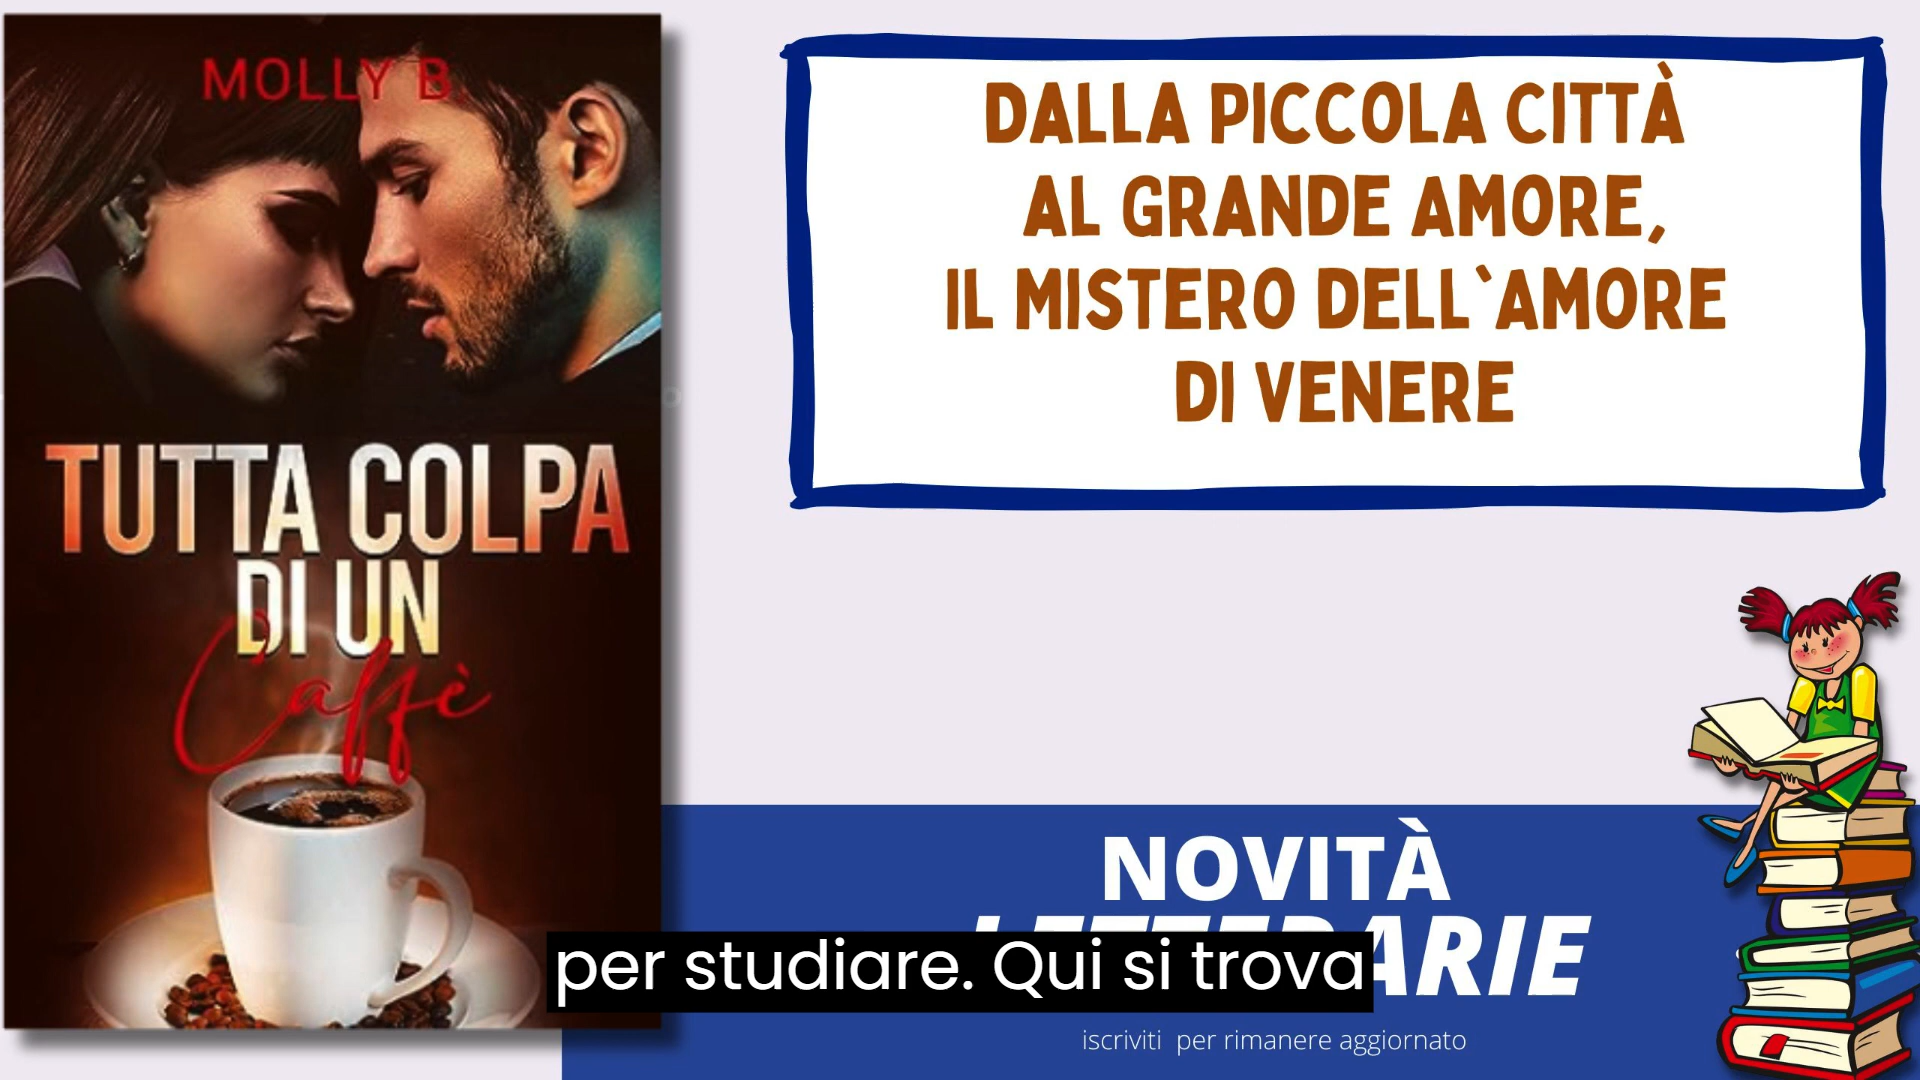 MOLLY B.
TUTTA COLPA
DI UN
Caffè
DALLA PICCOLA CITTÀ
AL GRANDE AMORE,
IL MISTERO DELL`AMORE
DI VENERE
NOVITÀ
LETTERARIE
per studiare. Qui si trova
iscriviti per rimanere aggiornato